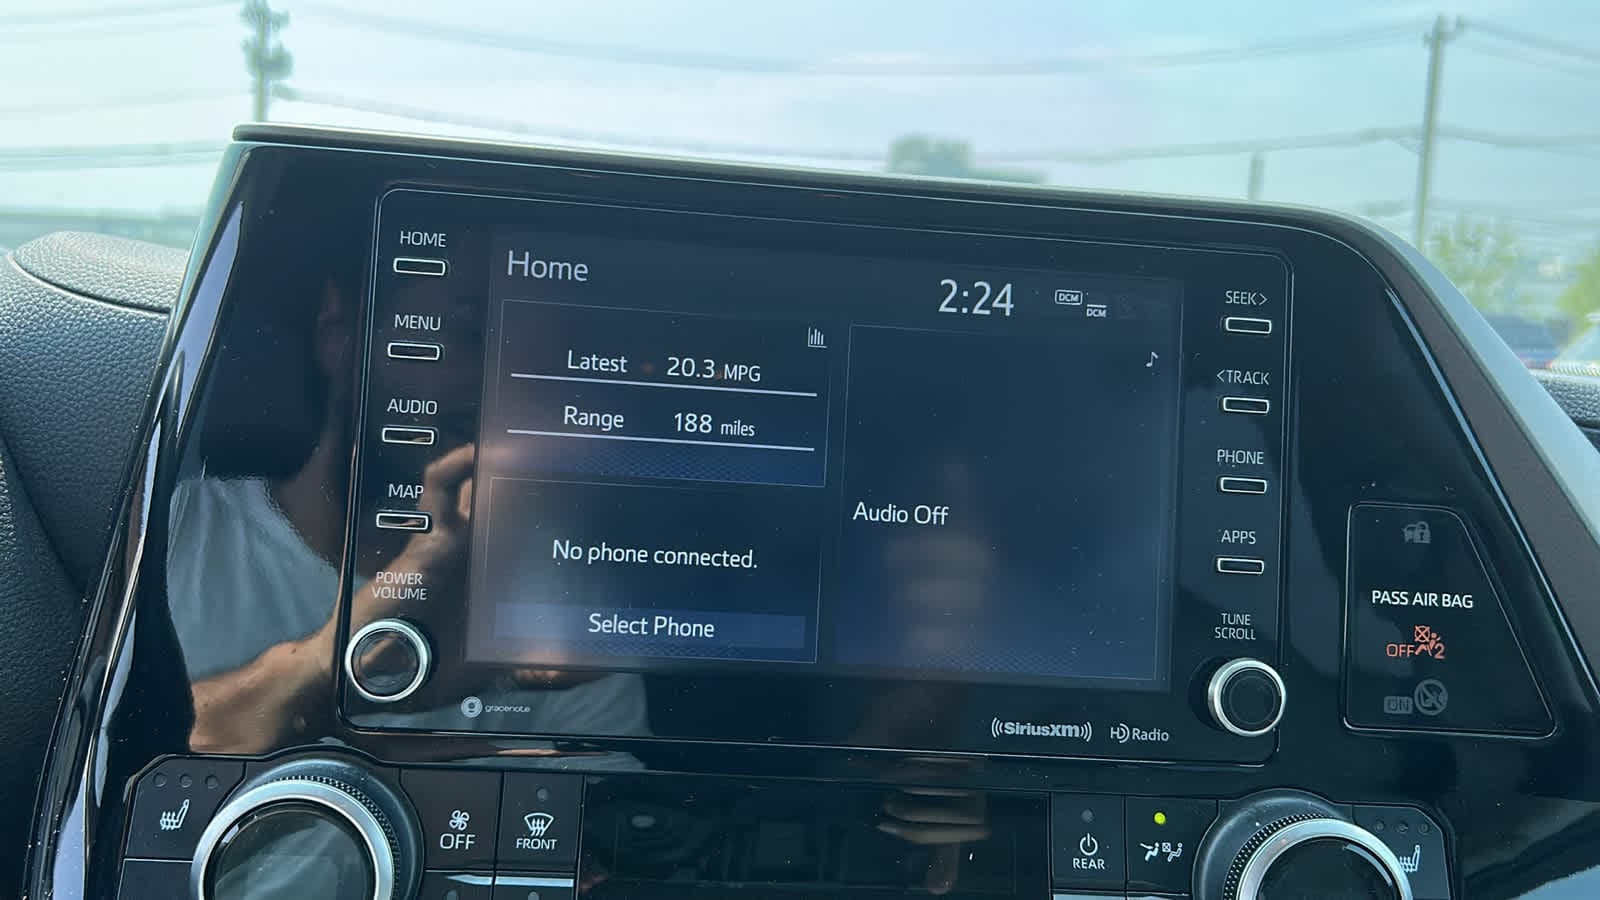 HOME
MENU
AUDIO
MAP
POWER
VOLUME
Home
2:24
DCM
DCM
Latest 20.3 MPG
Range 188 miles
No phone connected.
Select Phone
Audio Off
SEEK>
<TRACK
PHONE
APPS
TUNE
SCROLL
gracenote
SiriusXM
HD Radio
PASS AIR BAG
OFF 2
ON
OFF
FRONT
REAR